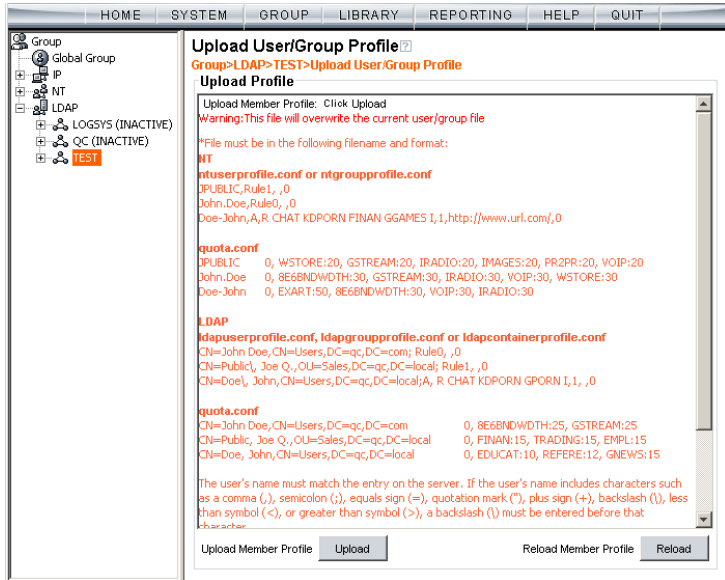 HOME SYSTEM GROUP LIBRARY REPORTING HELP QUIT
Group
Global Group
IP
NT
LDAP
LOGSYS (INACTIVE)
QC (INACTIVE)
TEST
Upload User/Group Profile
Group>LDAP>TEST>Upload User/Group Profile
Upload Profile
Upload Member Profile: Click Upload
Warning:This file will overwrite the current user/group file
*File must be in the following filename and format:
NT
ntuserprofile.conf or ntgroupprofile.conf
JPUBLIC,Rule1, ,0
John.Doe,Rule0, ,0
Doe-John,A,R CHAT KDPORN FINAN GGAMES I,1,http://www.url.com/,0
quota.conf
JPUBLIC 0, WSTORE:20, GSTREAM:20, IRADIO:20, IMAGES:20, PR2PR:20, VOIP:20
John.Doe 0, 8E6BNDWDTH:30, GSTREAM:30, IRADIO:30, VOIP:30, WSTORE:30
Doe-John 0, EXART:50, 8E6BNDWDTH:30, VOIP:30, IRADIO:30
LDAP
ldapuserprofile.conf, ldapgroupprofile.conf or ldapcontainerprofile.conf
CN=John Doe,CN=Users,DC=qc,DC=com; Rule0, ,0
CN=Public\, Joe Q.,OU=Sales,DC=qc,DC=local; Rule1, ,0
CN=Doe\, John,CN=Users,DC=qc,DC=local;A, R CHAT KDPORN GPORN I,1, ,0
quota.conf
CN=John Doe,CN=Users,DC=qc,DC=com 0, 8E6BNDWDTH:25, GSTREAM:25
CN=Public, Joe Q.,OU=Sales,DC=qc,DC=local 0, FINAN:15, TRADING:15, EMPL:15
CN=Doe, John,CN=Users,DC=qc,DC=local 0, EDUCAT:10, REFERE:12, GNEWS:15
The user's name must match the entry on the server. If the user's name includes characters such
as a comma (,), semicolon (;), equals sign (=), quotation mark ("), plus sign (+), backslash (\), less
than symbol (<), or greater than symbol (>), a backslash (\) must be entered before that
character.
Upload Member Profile Upload Reload Member Profile Reload